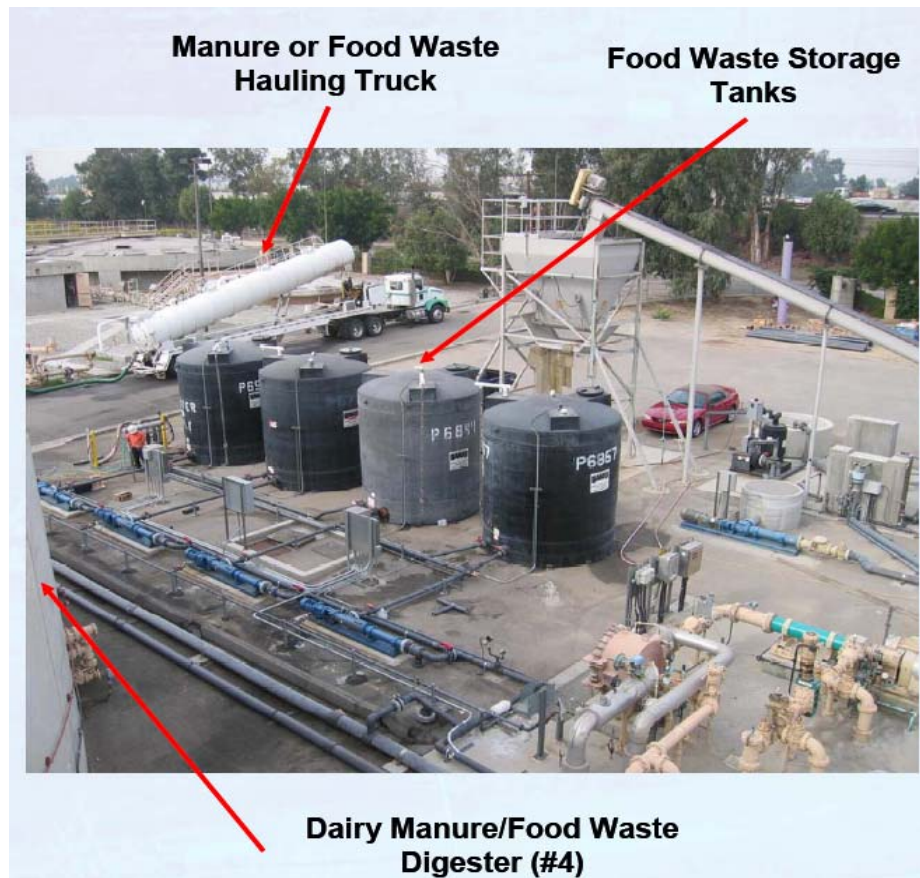 Manure or Food Waste
Hauling Truck
Food Waste Storage
Tanks
P6857
Dairy Manure/Food Waste
Digester (#4)